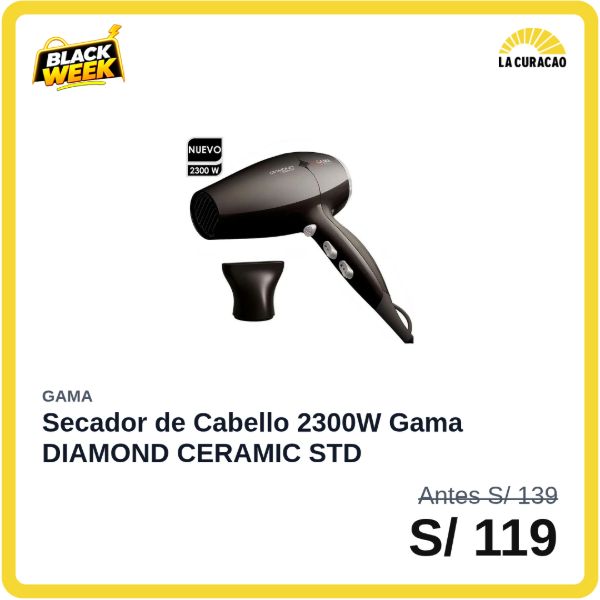 BLACK
WEEK
LA CURACAO
NUEVO
2300 W
GAMA
Secador de Cabello 2300W Gama
DIAMOND CERAMIC STD
Antes S/ 139
S/ 119